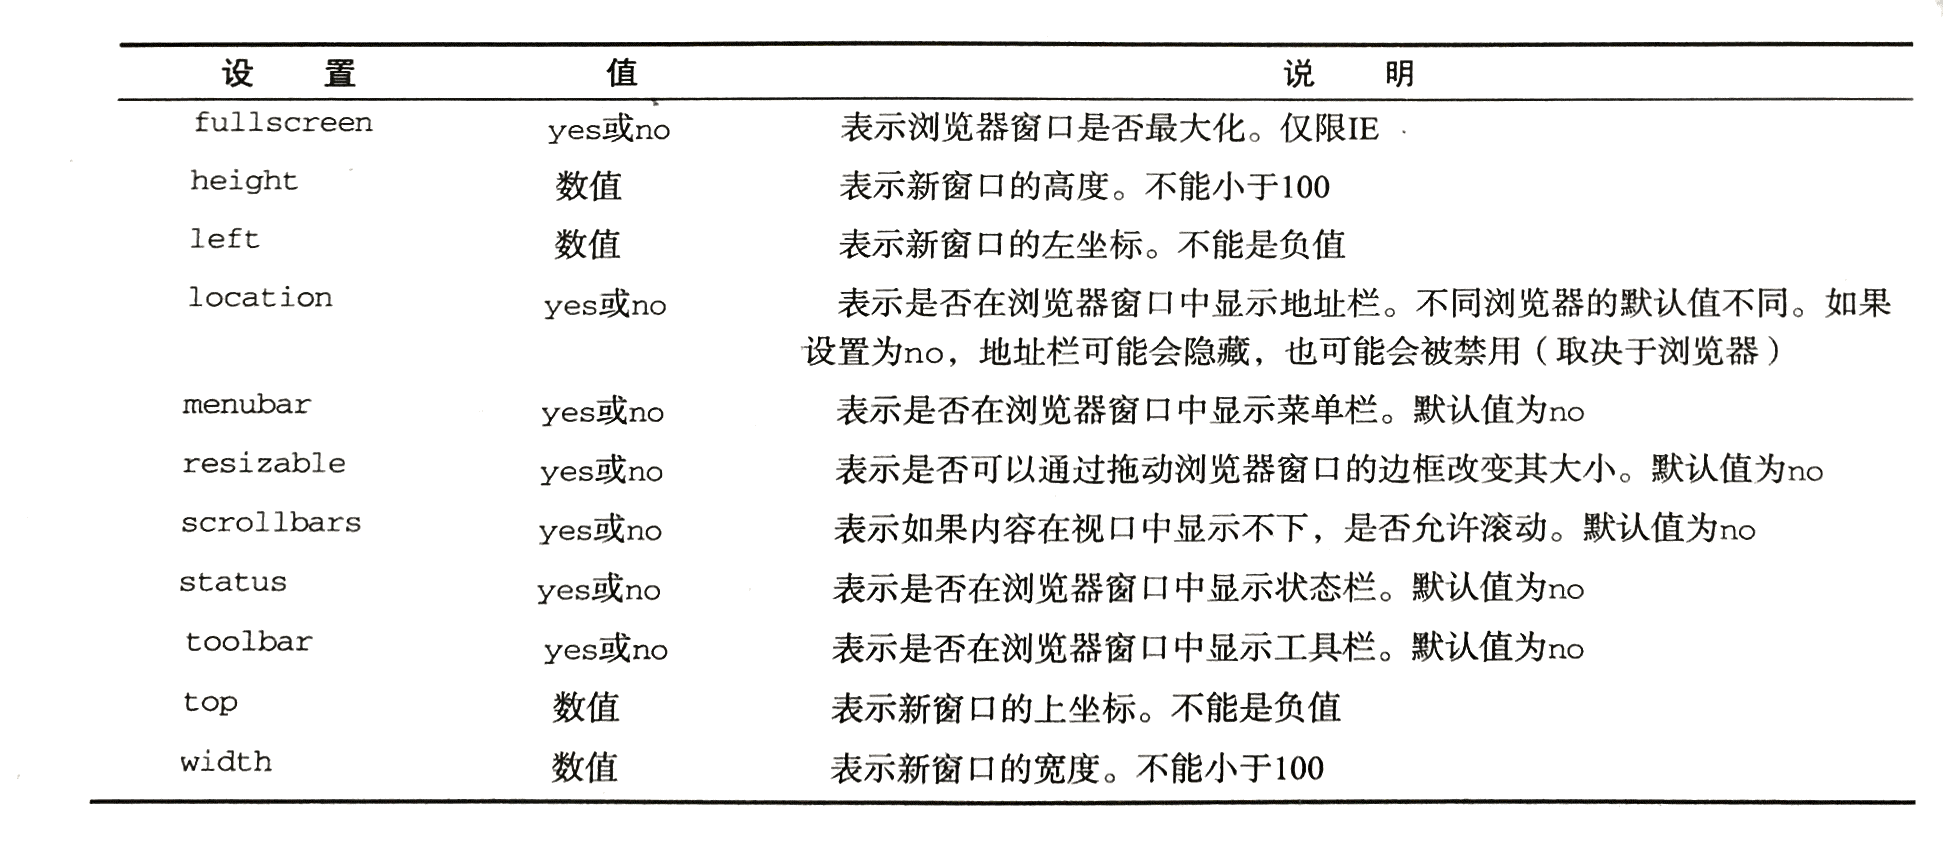 设 置 值 说 明
fullscreen yes或no 表示浏览器窗口是否最大化。仅限IE
height 数值 表示新窗口的高度。不能小于100
left 数值 表示新窗口的左坐标。不能是负值
location yes或no 表示是否在浏览器窗口中显示地址栏。不同浏览器的默认值不同。如果
设置为no，地址栏可能会隐藏，也可能会被禁用（取决于浏览器）
menubar yes或no 表示是否在浏览器窗口中显示菜单栏。默认值为no
resizable yes或no 表示是否可以通过拖动浏览器窗口的边框改变其大小。默认值为no
scrollbars yes或no 表示如果内容在视口中显示不下，是否允许滚动。默认值为no
status yes或no 表示是否在浏览器窗口中显示状态栏。默认值为no
toolbar yes或no 表示是否在浏览器窗口中显示工具栏。默认值为no
top 数值 表示新窗口的上坐标。不能是负值
width 数值 表示新窗口的宽度。不能小于100